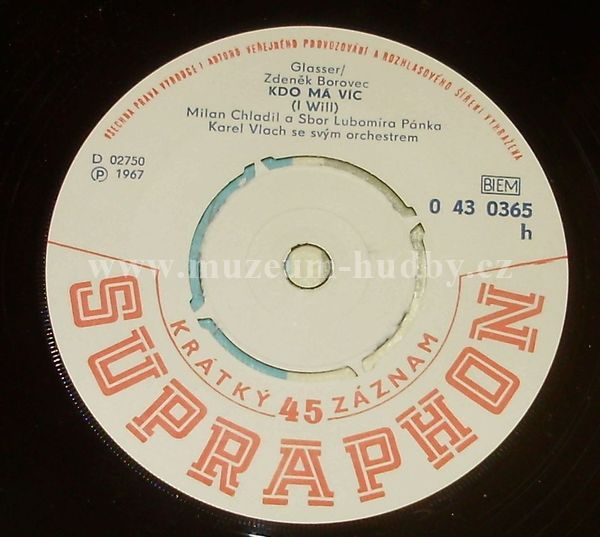 VŠECHNA PRÁVA VÝROBCE I AUTORŮ VEŘEJNÉHO PROVOZOVÁNÍ A ROZHLASOVÉHO ŠÍŘENÍ VYHRAZENA
Glasser/
Zdeněk Borovec
KDO MÁ VÍC
(I Will)
Milan Chladil a Sbor Lubomíra Pánka
Karel Vlach se svým orchestrem
D 02750
Ⓟ 1967
BIEM
0 43 0365
h
www.muzeum-hudby.cz
KRÁTKÝ 45 ZÁZNAM
SUPRAPHON